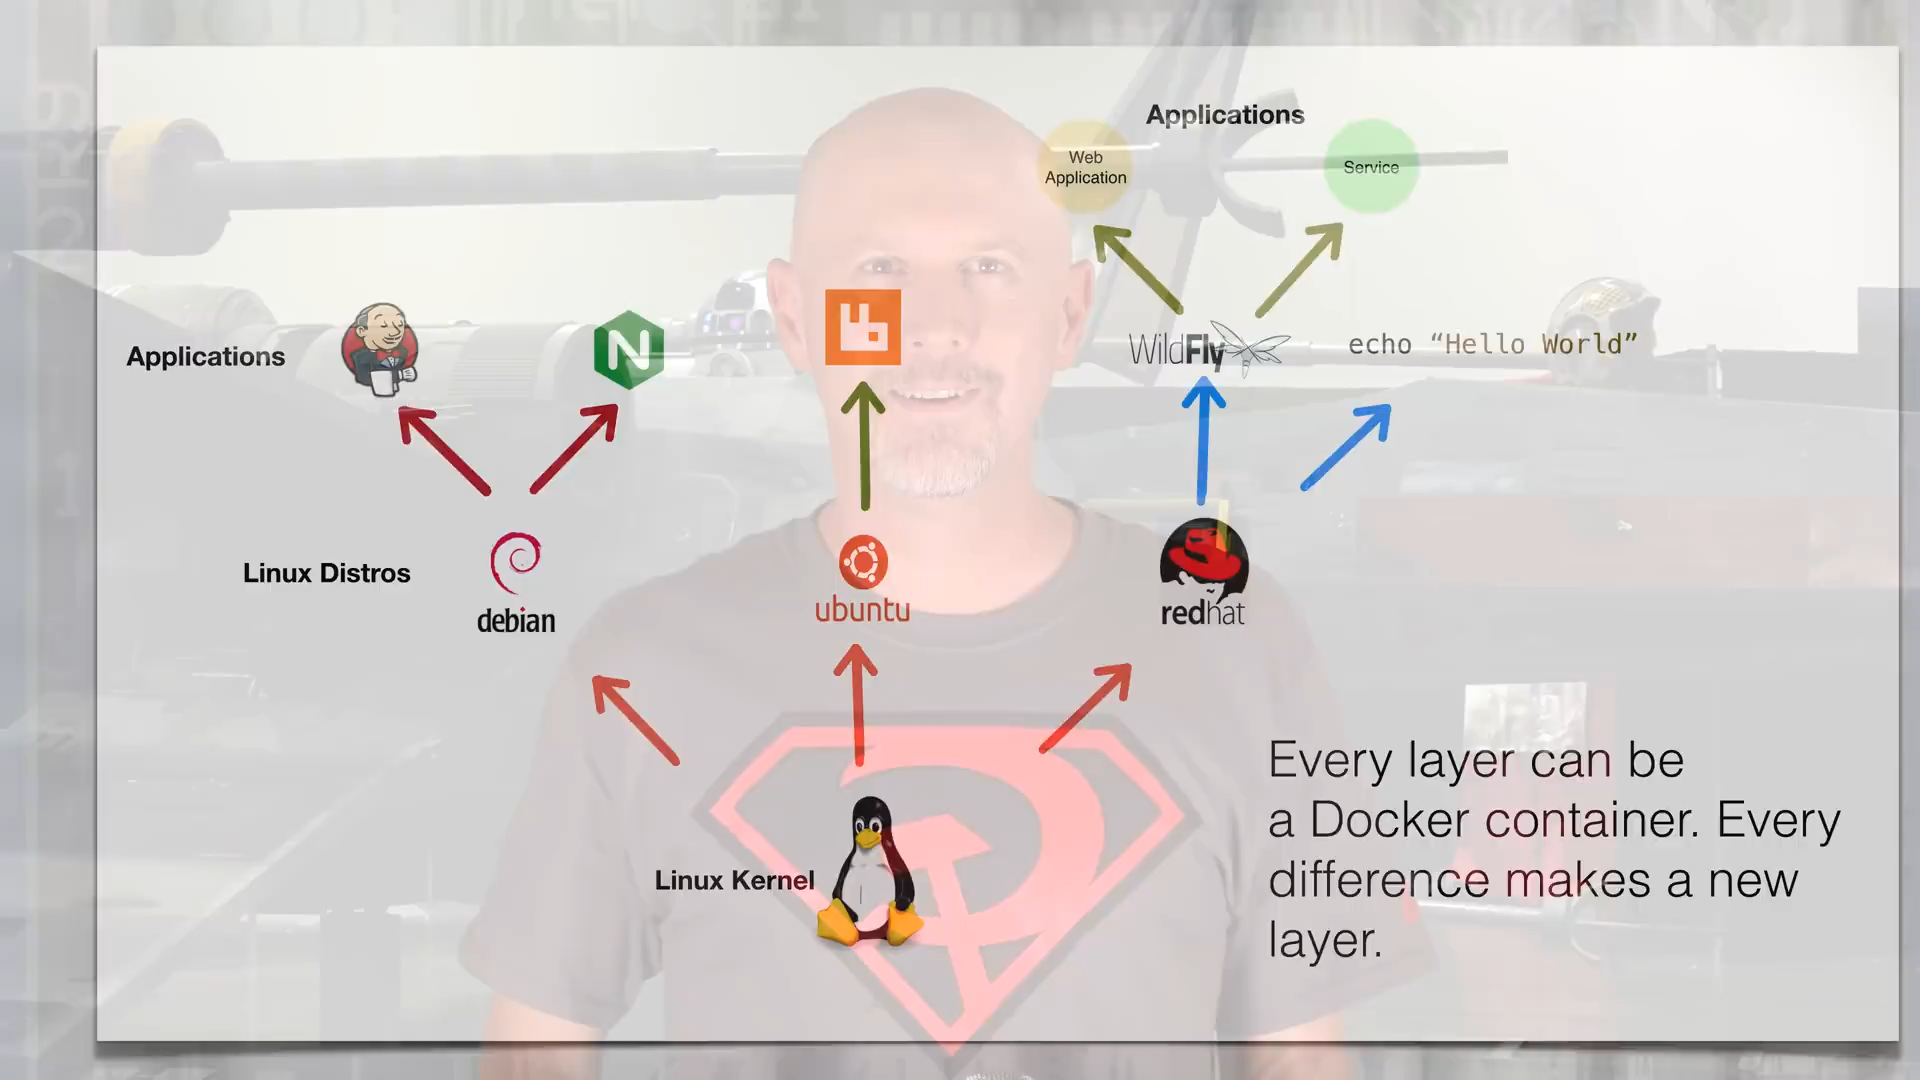 Applications
Web
Application
Service
Applications
WildFly
echo “Hello World”
Linux Distros
debian
ubuntu
redhat
Linux Kernel
Every layer can be
a Docker container. Every
difference makes a new
layer.